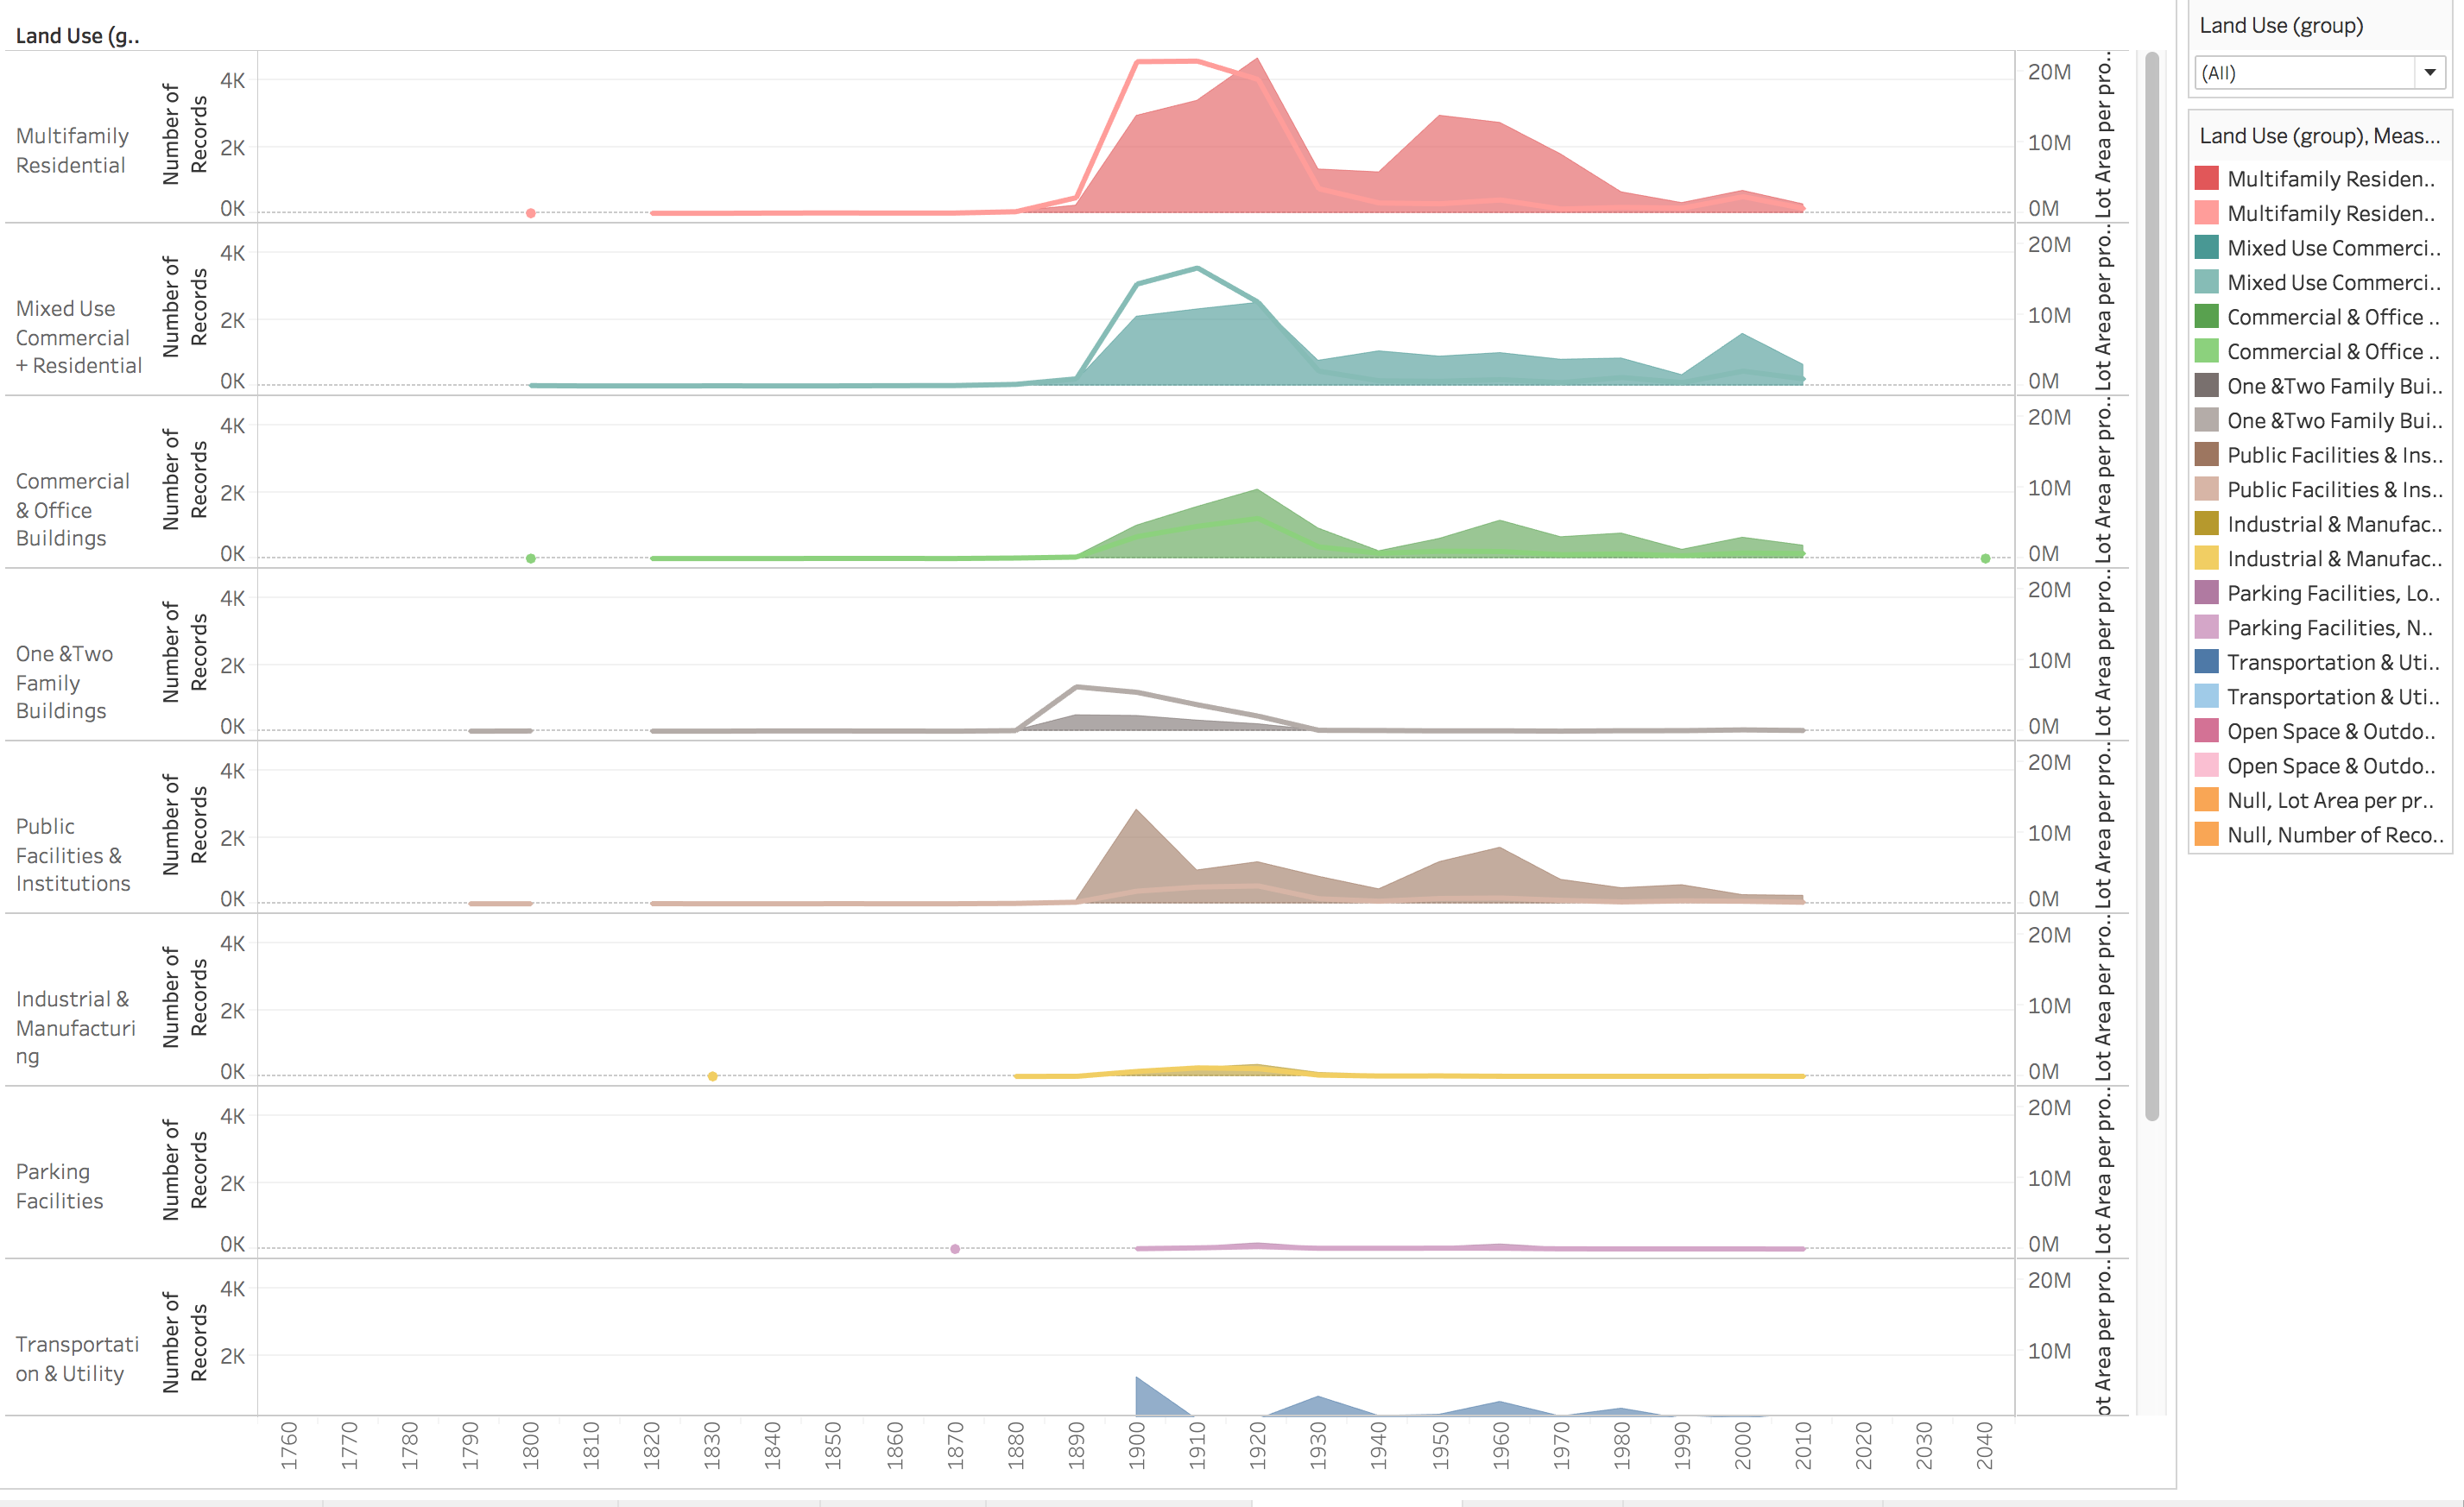 Land Use (g..
Multifamily
Residential
Number of
Records
4K
2K
0K
20M
10M
0M
Lot Area per pro..
Mixed Use
Commercial
+ Residential
Number of
Records
4K
2K
0K
20M
10M
0M
Lot Area per pro..
Commercial
& Office
Buildings
Number of
Records
4K
2K
0K
20M
10M
0M
Lot Area per pro..
One &Two
Family
Buildings
Number of
Records
4K
2K
0K
20M
10M
0M
Lot Area per pro..
Public
Facilities &
Institutions
Number of
Records
4K
2K
0K
20M
10M
0M
Lot Area per pro..
Industrial &
Manufacturi
ng
Number of
Records
4K
2K
0K
20M
10M
0M
Lot Area per pro..
Parking
Facilities
Number of
Records
4K
2K
0K
20M
10M
0M
Lot Area per pro..
Transportati
on & Utility
Number of
Records
4K
2K
20M
10M
ot Area per pro..
1760 1770 1780 1790 1800 1810 1820 1830 1840 1850 1860 1870 1880 1890 1900 1910 1920 1930 1940 1950 1960 1970 1980 1990 2000 2010 2020 2030 2040
Land Use (group)
(All)
Land Use (group), Meas...
Multifamily Residen..
Multifamily Residen..
Mixed Use Commerci..
Mixed Use Commerci..
Commercial & Office ..
Commercial & Office ..
One &Two Family Bui..
One &Two Family Bui..
Public Facilities & Ins..
Public Facilities & Ins..
Industrial & Manufac..
Industrial & Manufac..
Parking Facilities, Lo..
Parking Facilities, N..
Transportation & Uti..
Transportation & Uti..
Open Space & Outdo..
Open Space & Outdo..
Null, Lot Area per pr..
Null, Number of Reco..